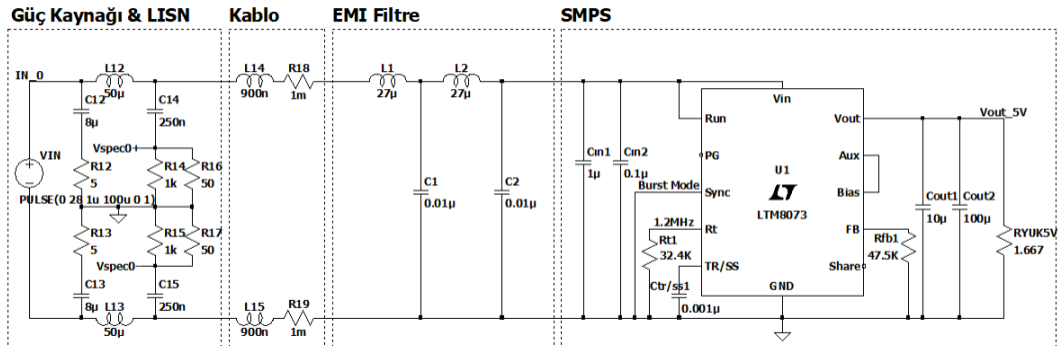 Güç Kaynağı & LISN
Kablo
EMI Filtre
SMPS
IN_0
L12
50µ
C12
8µ
C14
250n
Vspec0+
VIN
R12
5
R14
1k
R16
50
PULSE(0 28 1u 100u 0 1)
R13
5
R15
1k
R17
50
Vspec0-
C13
8µ
C15
250n
L13
50µ
L14
900n
R18
1m
L15
900n
R19
1m
L1
27µ
L2
27µ
C1
0.01µ
C2
0.01µ
Cın1
1µ
Cın2
0.1µ
Burst Mode
1.2MHz
Rt1
32.4K
Ctr/ss1
0.001µ
Vin
Run
PG
Sync
Rt
TR/SS
U1
LT
LTM8073
Vout
Aux
Bias
FB
Share
GND
Rfb1
47.5K
Vout_5V
Cout1
10µ
Cout2
100µ
RYUK5V
1.667